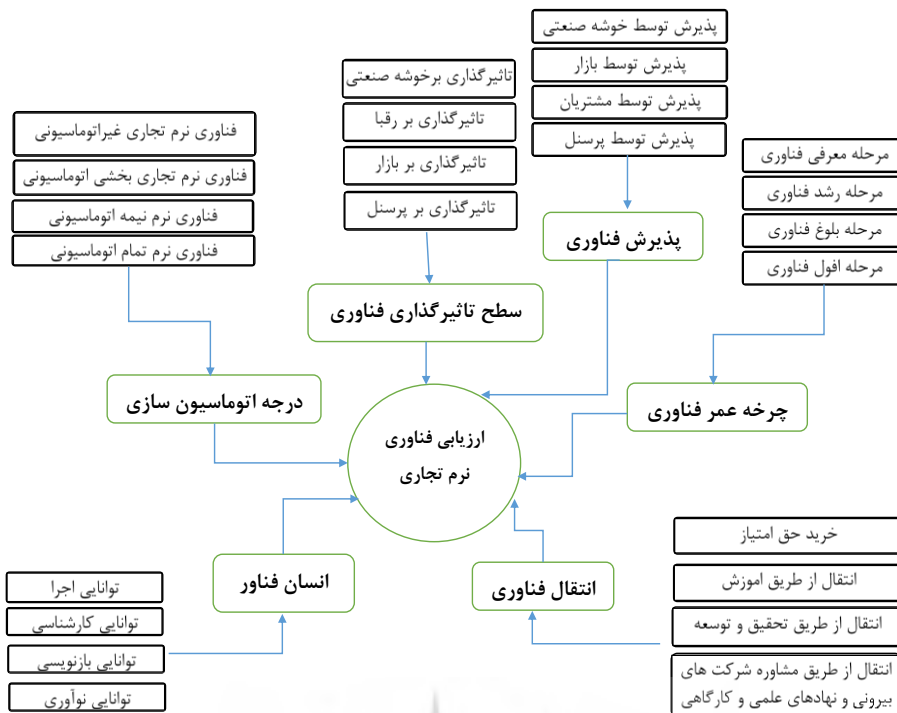 پذیرش توسط خوشه صنعتی
پذیرش توسط بازار
پذیرش توسط مشتریان
پذیرش توسط پرسنل
پذیرش فناوری
مرحله معرفی فناوری
مرحله رشد فناوری
مرحله بلوغ فناوری
مرحله افول فناوری
چرخه عمر فناوری
تاثیرگذاری برخوشه صنعتی
تاثیرگذاری بر رقبا
تاثیرگذاری بر بازار
تاثیرگذاری بر پرسنل
سطح تاثیرگذاری فناوری
فناوری نرم تجاری غیراتوماسیونی
فناوری نرم تجاری بخشی اتوماسیونی
فناوری نرم نیمه اتوماسیونی
فناوری نرم تمام اتوماسیونی
درجه اتوماسیون سازی
ارزیابی فناوری
نرم تجاری
خرید حق امتیاز
انتقال از طریق اموزش
انتقال از طریق تحقیق و توسعه
انتقال از طریق مشاوره شرکت های
بیرونی و نهادهای علمی و کارگاهی
انتقال فناوری
انسان فناور
توانایی اجرا
توانایی کارشناسی
توانایی بازنویسی
توانایی نوآوری